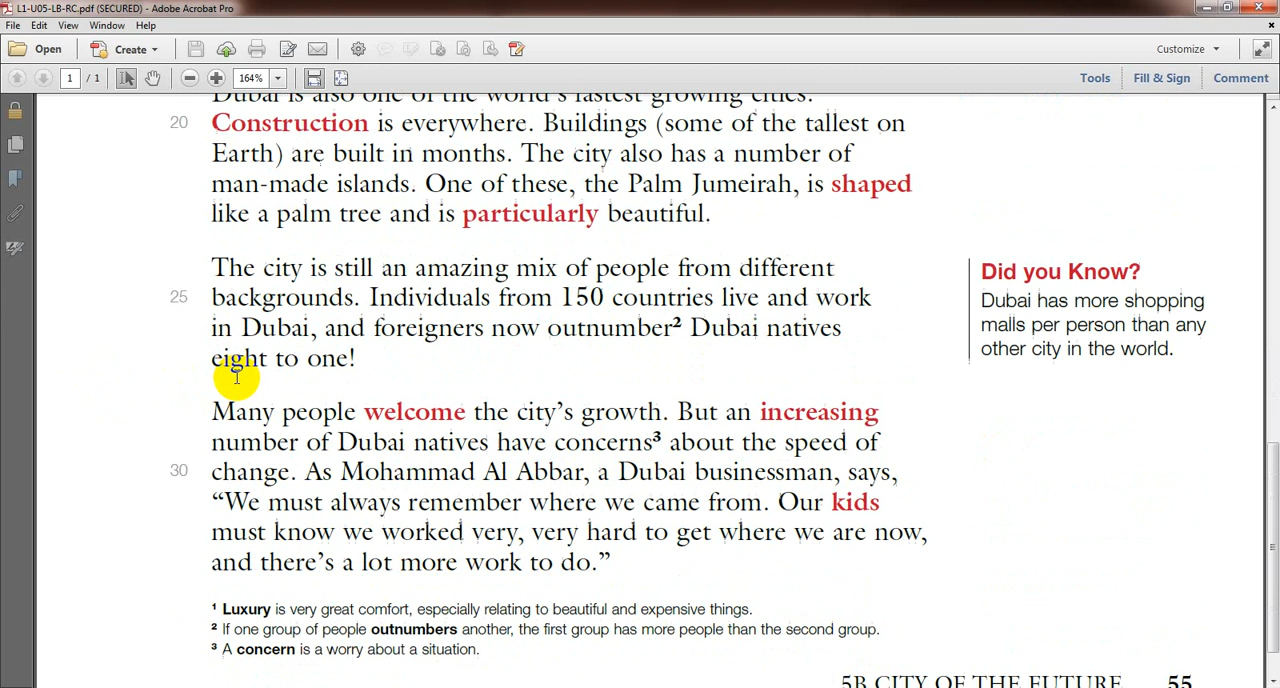 L1-U05-LB-RC.pdf (SECURED) - Adobe Acrobat Pro
File Edit View Window Help
Open Create Customize
1 / 1 164% Tools Fill & Sign Comment
Dubai is also one of the world's fastest growing cities.
20 Construction is everywhere. Buildings (some of the tallest on
Earth) are built in months. The city also has a number of
man-made islands. One of these, the Palm Jumeirah, is shaped
like a palm tree and is particularly beautiful.
The city is still an amazing mix of people from different
25 backgrounds. Individuals from 150 countries live and work
in Dubai, and foreigners now outnumber² Dubai natives
eight to one!
Did you Know?
Dubai has more shopping
malls per person than any
other city in the world.
Many people welcome the city's growth. But an increasing
number of Dubai natives have concerns³ about the speed of
30 change. As Mohammad Al Abbar, a Dubai businessman, says,
“We must always remember where we came from. Our kids
must know we worked very, very hard to get where we are now,
and there's a lot more work to do.”
¹ Luxury is very great comfort, especially relating to beautiful and expensive things.
² If one group of people outnumbers another, the first group has more people than the second group.
³ A concern is a worry about a situation.
5B CITY OF THE FUTURE 55